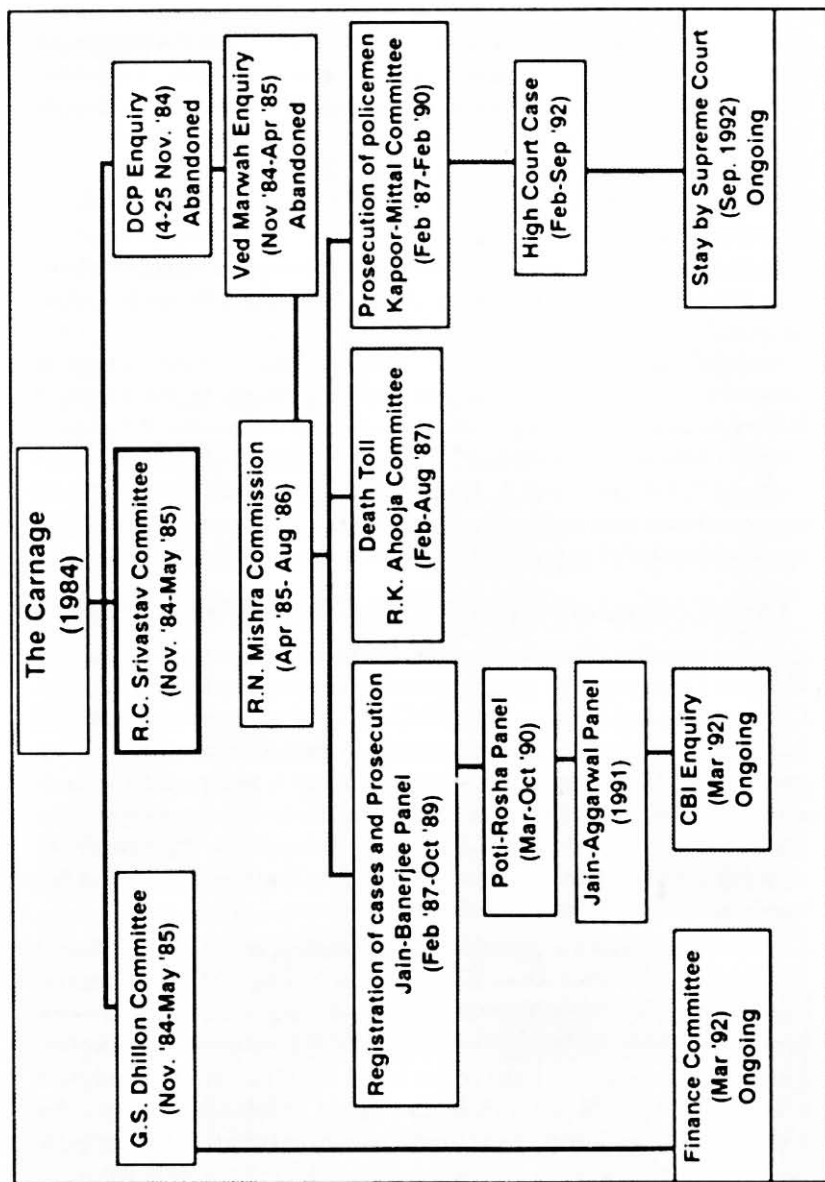 The Carnage
(1984)
G.S. Dhillon Committee
(Nov. '84-May '85)
R.C. Srivastav Committee
(Nov. '84-May '85)
DCP Enquiry
(4-25 Nov. '84)
Abandoned
Ved Marwah Enquiry
(Nov '84-Apr '85)
Abandoned
R.N. Mishra Commission
(Apr '85- Aug '86)
Registration of cases and Prosecution
Jain-Banerjee Panel
(Feb '87-Oct '89)
Death Toll
R.K. Ahooja Committee
(Feb-Aug '87)
Prosecution of policemen
Kapoor-Mittal Committee
(Feb '87-Feb '90)
Poti-Rosha Panel
(Mar-Oct '90)
High Court Case
(Feb-Sep '92)
Jain-Aggarwal Panel
(1991)
Finance Committee
(Mar '92)
Ongoing
CBI Enquiry
(Mar '92)
Ongoing
Stay by Supreme Court
(Sep. 1992)
Ongoing